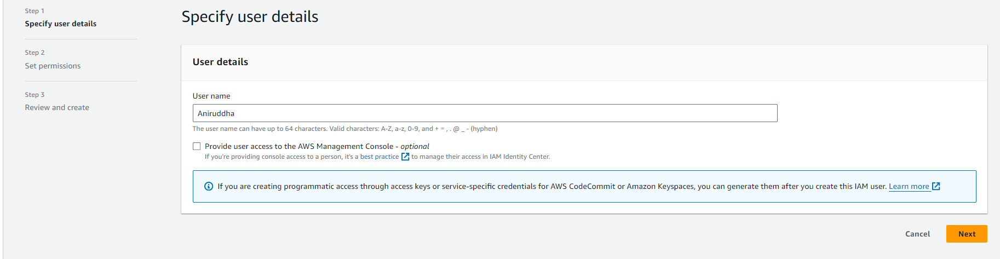 Step 1
Specify user details
Step 2
Set permissions
Step 3
Review and create
Specify user details
User details
User name
Aniruddha
The user name can have up to 64 characters. Valid characters: A-Z, a-z, 0-9, and + = , . @ _ - (hyphen)
Provide user access to the AWS Management Console - optional
If you're providing console access to a person, it's a best practice to manage their access in IAM Identity Center.
If you are creating programmatic access through access keys or service-specific credentials for AWS CodeCommit or Amazon Keyspaces, you can generate them after you create this IAM user. Learn more
Cancel
Next